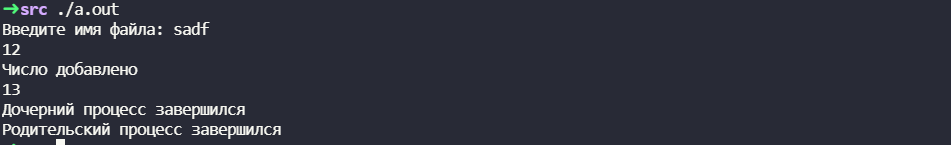 ➜src ./a.out
Введите имя файла: sadf
12
Число добавлено
13
Дочерний процесс завершился
Родительский процесс завершился